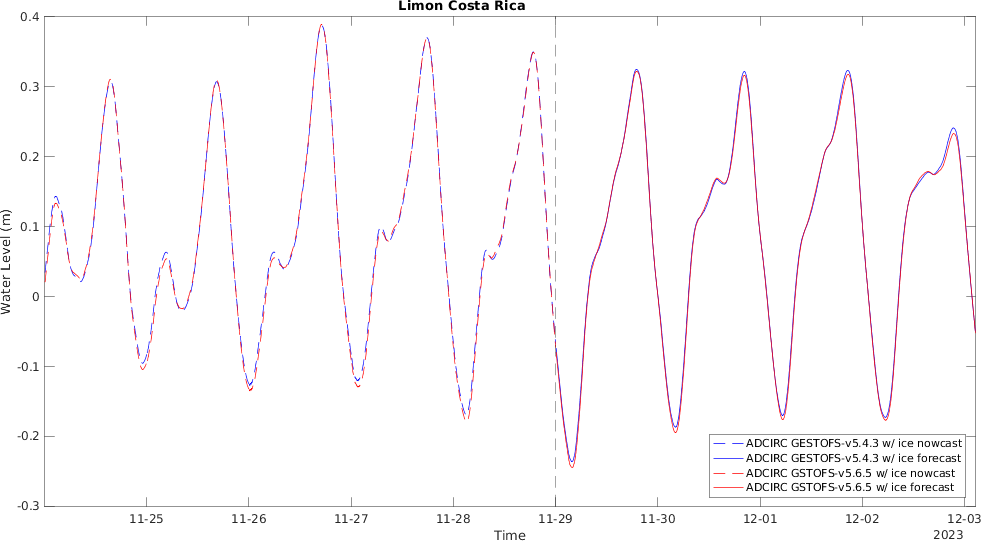 Limon Costa Rica
0.4
0.3
0.2
0.1
0
-0.1
-0.2
-0.3
Water Level (m)
ADCIRC GESTOFS-v5.4.3 w/ ice nowcast
ADCIRC GESTOFS-v5.4.3 w/ ice forecast
ADCIRC GSTOFS-v5.6.5 w/ ice nowcast
ADCIRC GSTOFS-v5.6.5 w/ ice forecast
11-25 11-26 11-27 11-28 11-29 11-30 12-01 12-02 12-03
2023
Time